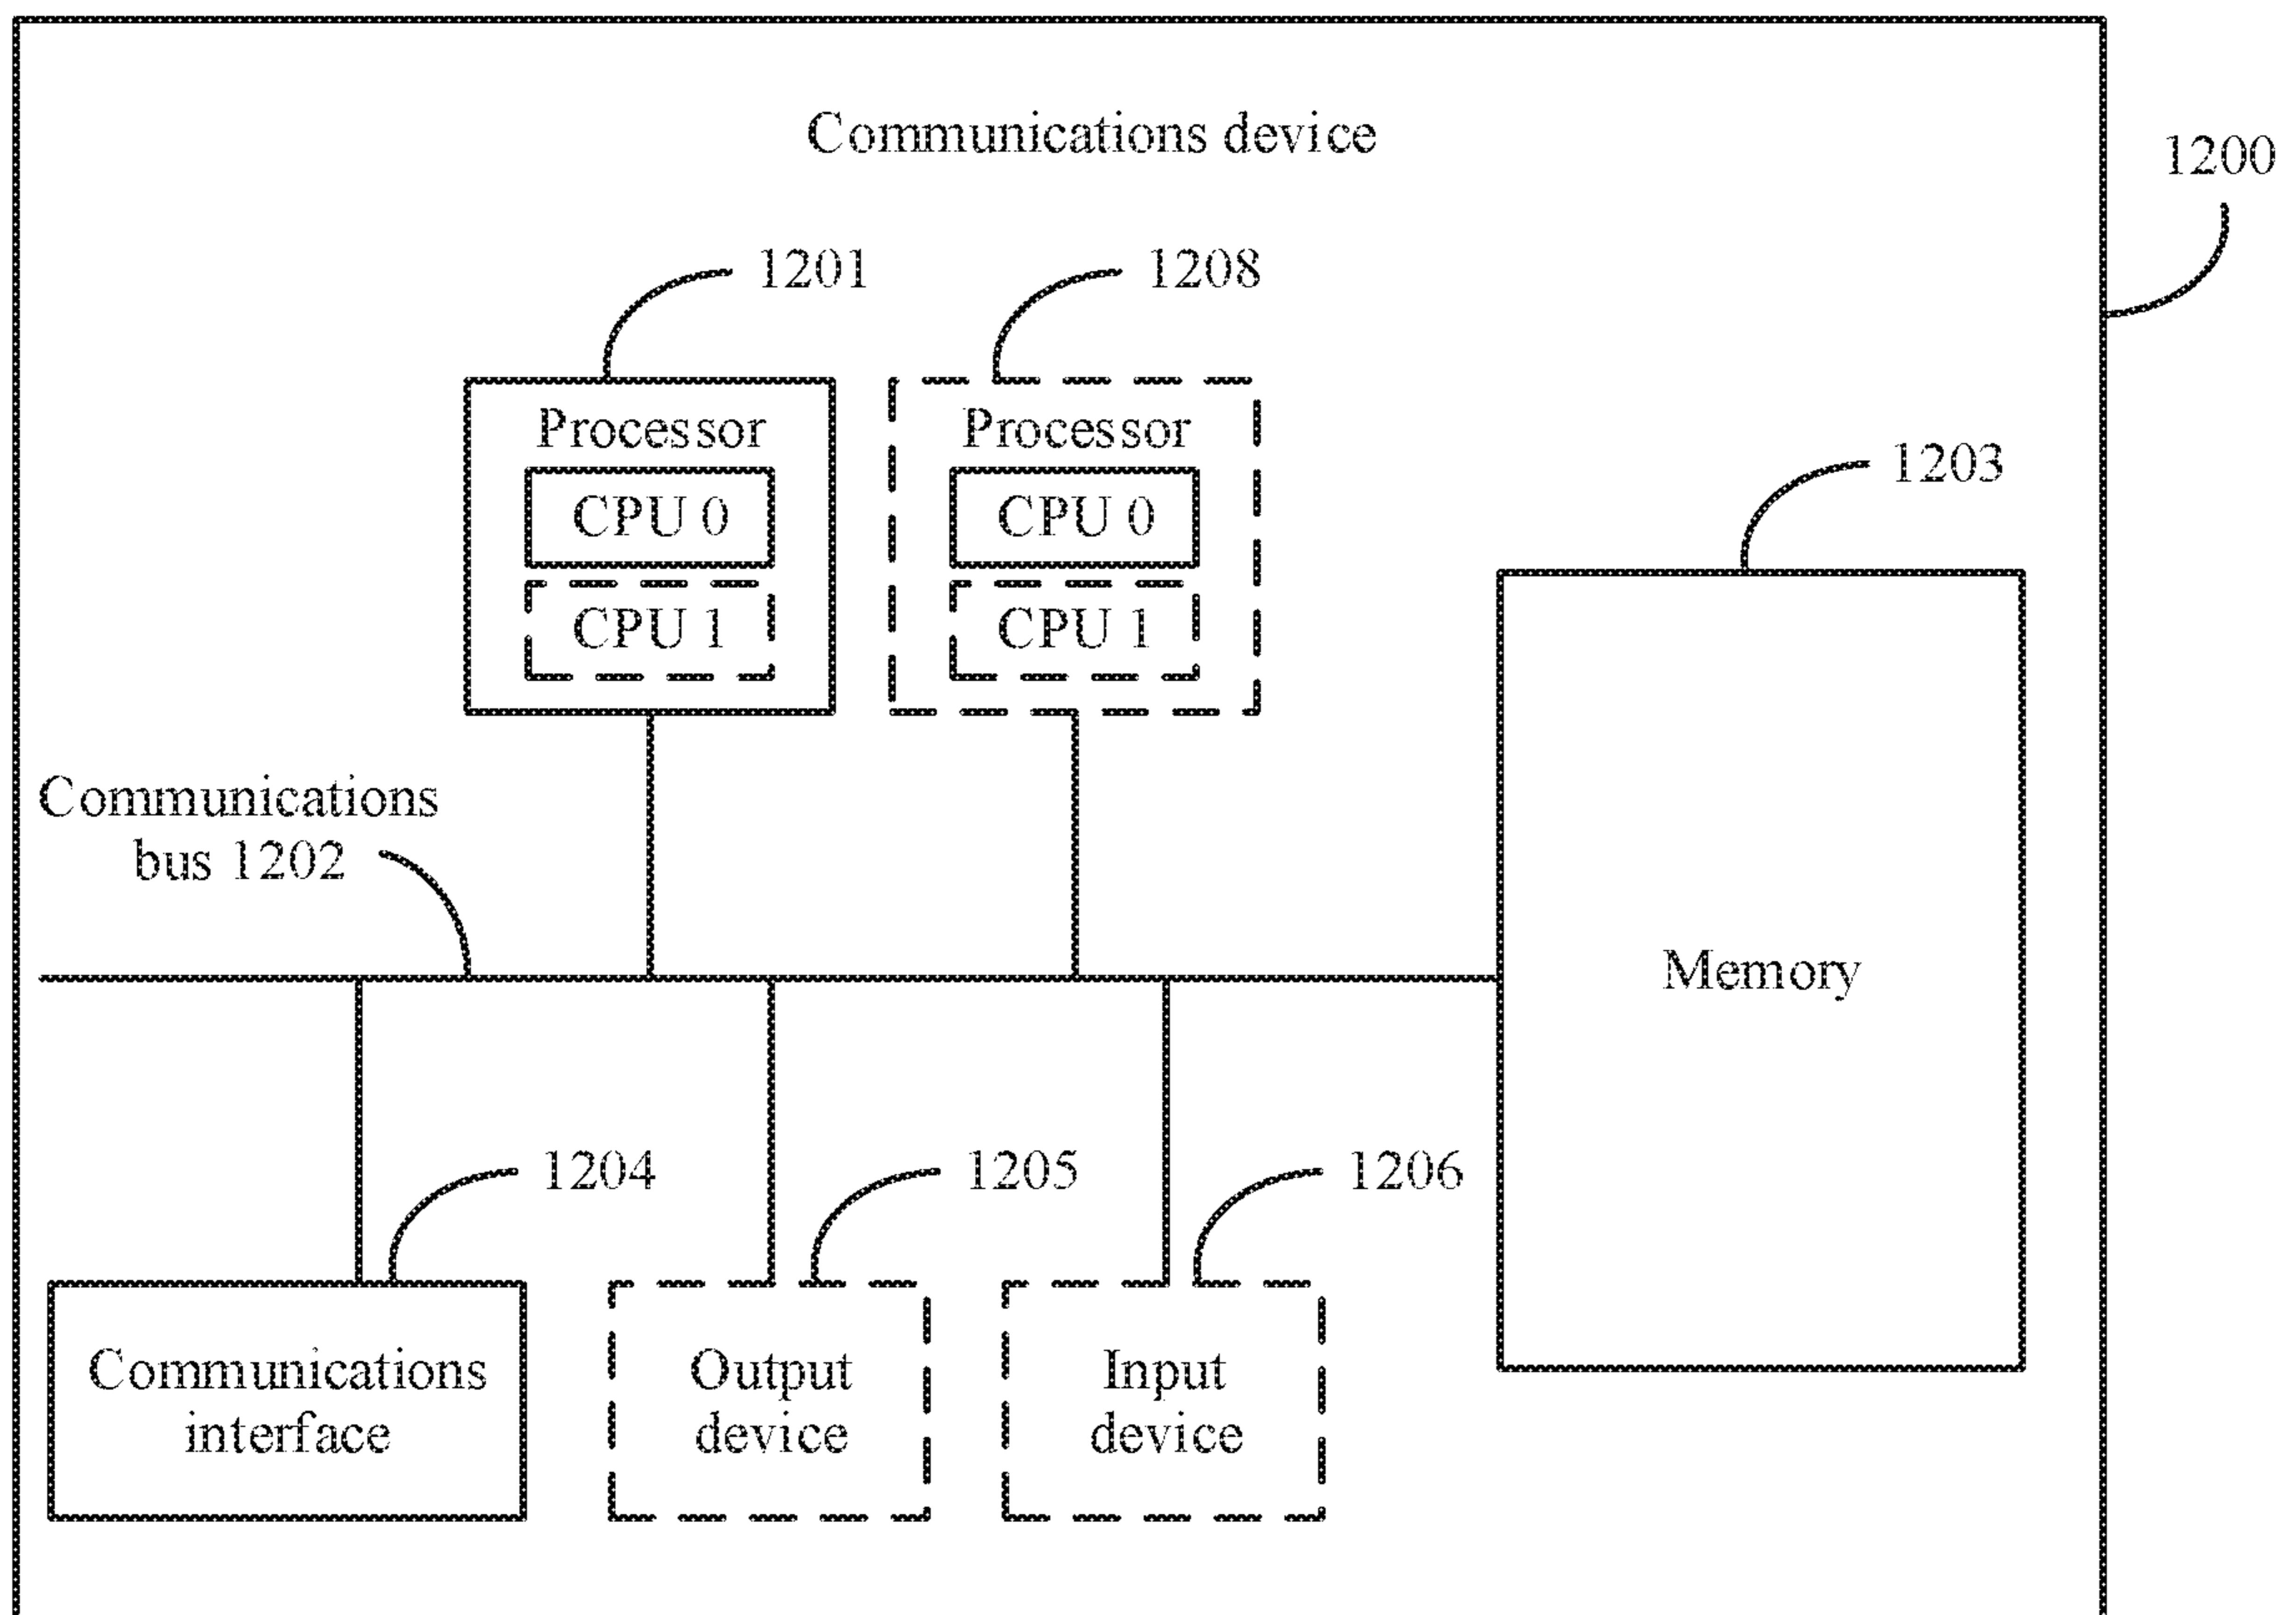 Communications device
1200
1201
1208
Processor
CPU 0
CPU 1
Processor
CPU 0
CPU 1
1203
Communications
bus 1202
Memory
1204
1205
1206
Communications
interface
Output
device
Input
device